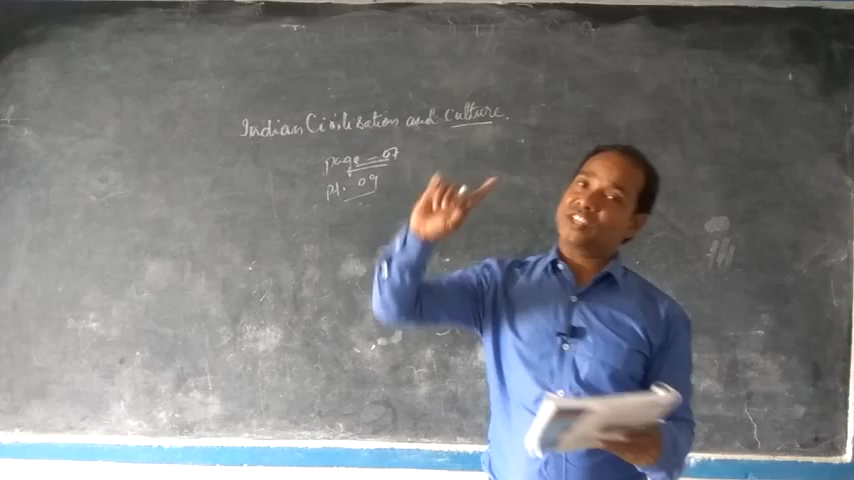 Indian Civilisation and Culture.
page - 07
pt. 09